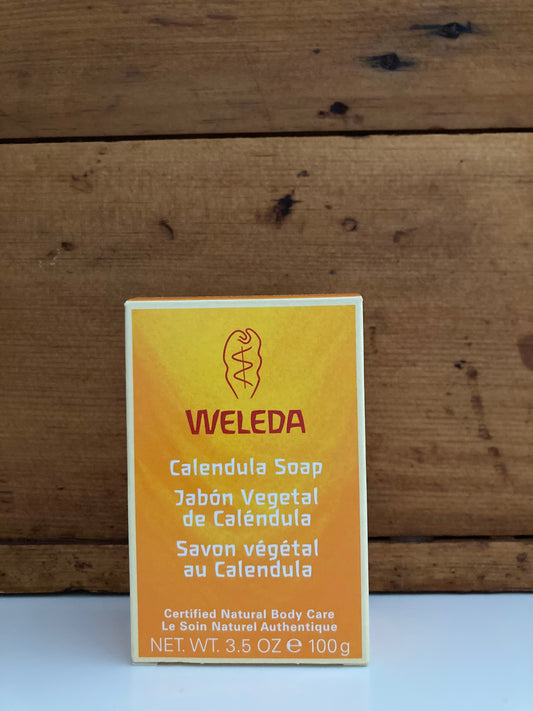 WELEDA
Calendula Soap
Jabón Vegetal
de Caléndula
Savon végétal
au Calendula
Certified Natural Body Care
Le Soin Naturel Authentique
NET. WT. 3.5 OZ ℮ 100g